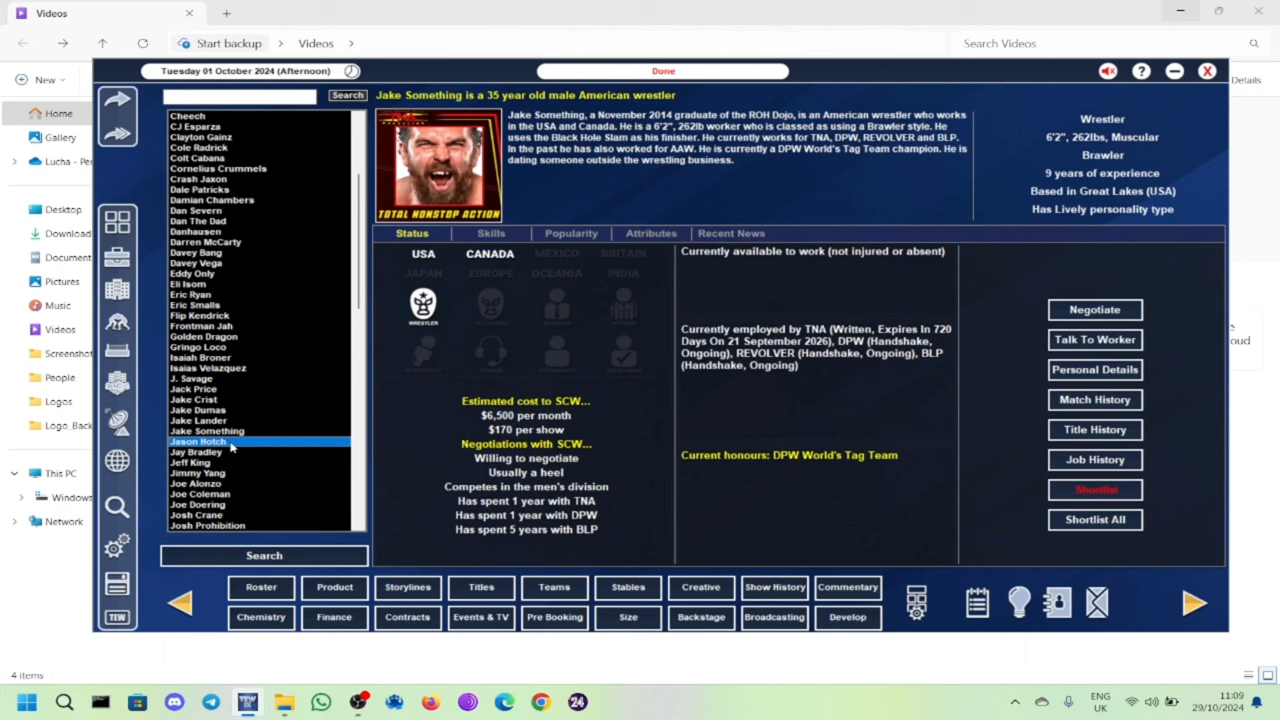 Videos
Start backup
Videos
Search Videos
New
Details
Home
Gallery
Lucha - Pe
Desktop
Download
Document
Pictures
Music
Videos
Screenshot
People
Logos
Logo_Back
This PC
Windows
Network
4 items
Tuesday 01 October 2024 (Afternoon)
Done
?
X
Search
Cheech
CJ Esparza
Clayton Gainz
Cole Radrick
Colt Cabana
Cornelius Crummels
Crash Jaxon
Dale Patricks
Damian Chambers
Dan Severn
Dan The Dad
Danhausen
Darren McCarty
Davey Bang
Davey Vega
Eddy Only
Eli Isom
Eric Ryan
Eric Smalls
Flip Kendrick
Frontman Jah
Golden Dragon
Gringo Loco
Isaiah Broner
Isaias Velazquez
J. Savage
Jack Price
Jake Crist
Jake Dumas
Jake Lander
Jake Something
Jason Hotch
Jay Bradley
Jeff King
Jimmy Yang
Joe Alonzo
Joe Coleman
Joe Doering
Josh Crane
Josh Prohibition
Search
Jake Something is a 35 year old male American wrestler
TOTAL NONSTOP ACTION
Jake Something, a November 2014 graduate of the ROH Dojo, is an American wrestler who works
in the USA and Canada. He is a 6'2", 262lb worker who is classed as using a Brawler style. He
uses the Black Hole Slam as his finisher. He currently works for TNA, DPW, REVOLVER and BLP.
In the past he has also worked for AAW. He is currently a DPW World's Tag Team champion. He is
dating someone outside the wrestling business.
Wrestler
6'2", 262lbs, Muscular
Brawler
9 years of experience
Based in Great Lakes (USA)
Has Lively personality type
Status
Skills
Popularity
Attributes
Recent News
USA
CANADA
MEXICO
BRITAIN
JAPAN
EUROPE
OCEANIA
INDIA
WRESTLER
Estimated cost to SCW...
$6,500 per month
$170 per show
Negotiations with SCW...
Willing to negotiate
Usually a heel
Competes in the men's division
Has spent 1 year with TNA
Has spent 1 year with DPW
Has spent 5 years with BLP
Currently available to work (not injured or absent)
Currently employed by TNA (Written, Expires In 720
Days On 21 September 2026), DPW (Handshake,
Ongoing), REVOLVER (Handshake, Ongoing), BLP
(Handshake, Ongoing)
Current honours: DPW World's Tag Team
Negotiate
Talk To Worker
Personal Details
Match History
Title History
Job History
Shortlist
Shortlist All
Roster
Product
Storylines
Titles
Teams
Stables
Creative
Show History
Commentary
Chemistry
Finance
Contracts
Events & TV
Pre Booking
Size
Backstage
Broadcasting
Develop
TEW
TEW
24
ENG
UK
11:09
29/10/2024